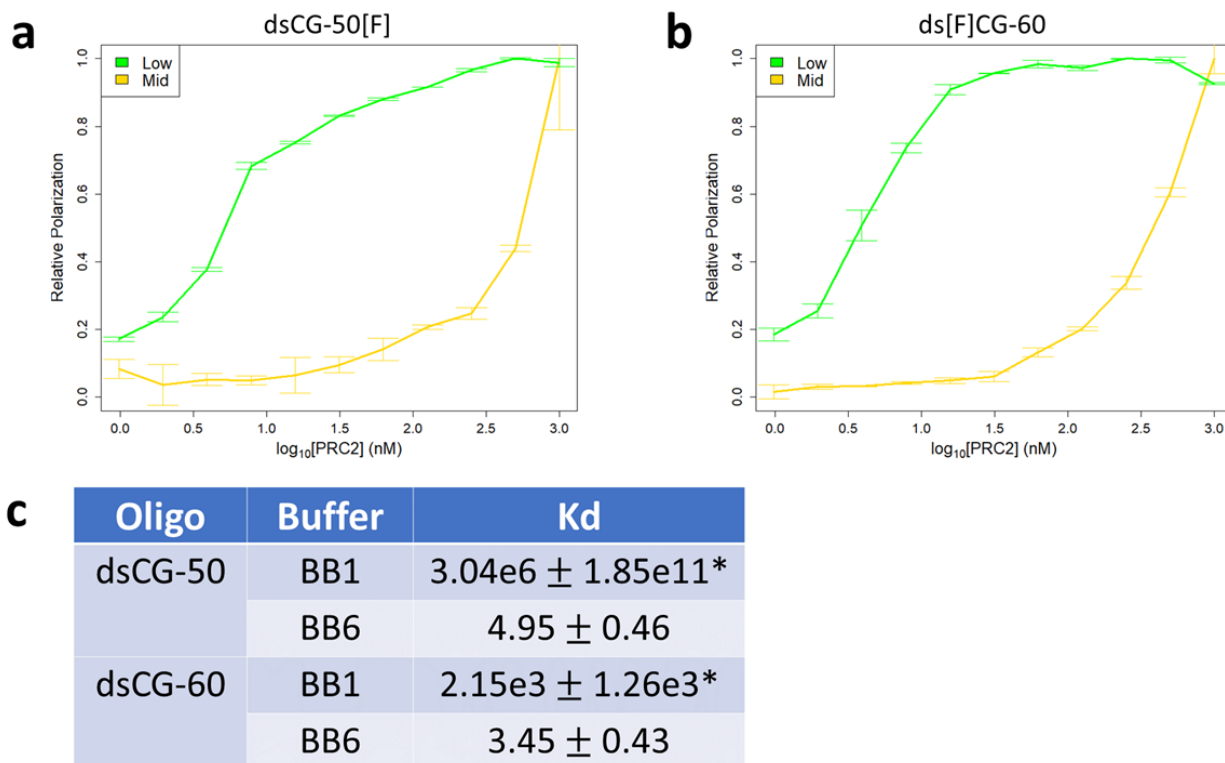 a
dsCG-50[F]
Low
Mid
Relative Polarization
0.0
0.2
0.4
0.6
0.8
1.0
0.0 0.5 1.0 1.5 2.0 2.5 3.0
log₁₀[PRC2] (nM)
b
ds[F]CG-60
Low
Mid
Relative Polarization
0.0
0.2
0.4
0.6
0.8
1.0
0.0 0.5 1.0 1.5 2.0 2.5 3.0
log₁₀[PRC2] (nM)
c
Oligo Buffer Kd
dsCG-50 BB1 3.04e6 ± 1.85e11*
BB6 4.95 ± 0.46
dsCG-60 BB1 2.15e3 ± 1.26e3*
BB6 3.45 ± 0.43